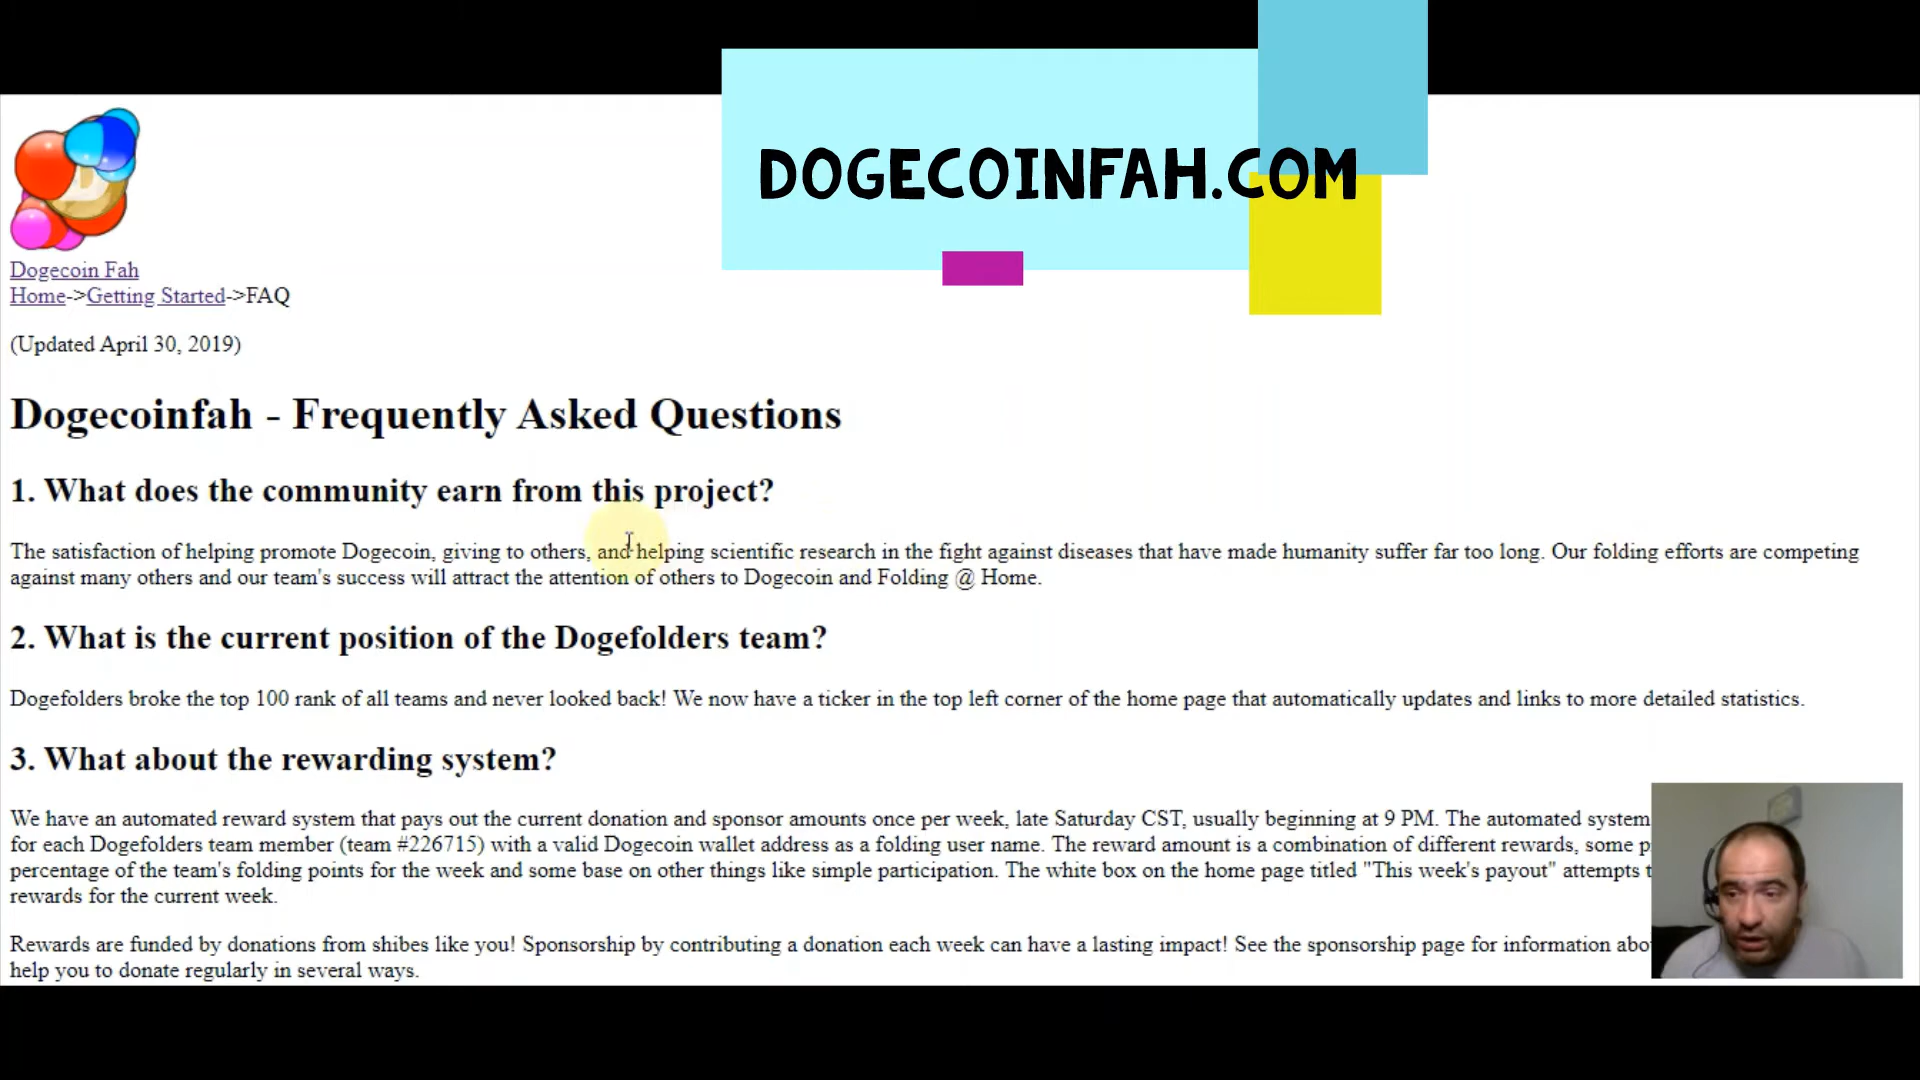 DOGECOINFAH.COM
Dogecoin Fah
Home->Getting Started->FAQ
(Updated April 30, 2019)
Dogecoinfah - Frequently Asked Questions
1. What does the community earn from this project?
The satisfaction of helping promote Dogecoin, giving to others, and helping scientific research in the fight against diseases that have made humanity suffer far too long. Our folding efforts are competing
against many others and our team's success will attract the attention of others to Dogecoin and Folding @ Home.
2. What is the current position of the Dogefolders team?
Dogefolders broke the top 100 rank of all teams and never looked back! We now have a ticker in the top left corner of the home page that automatically updates and links to more detailed statistics.
3. What about the rewarding system?
We have an automated reward system that pays out the current donation and sponsor amounts once per week, late Saturday CST, usually beginning at 9 PM. The automated system
for each Dogefolders team member (team #226715) with a valid Dogecoin wallet address as a folding user name. The reward amount is a combination of different rewards, some
percentage of the team's folding points for the week and some base on other things like simple participation. The white box on the home page titled "This week's payout" attempts
rewards for the current week.
Rewards are funded by donations from shibes like you! Sponsorship by contributing a donation each week can have a lasting impact! See the sponsorship page for information
help you to donate regularly in several ways.